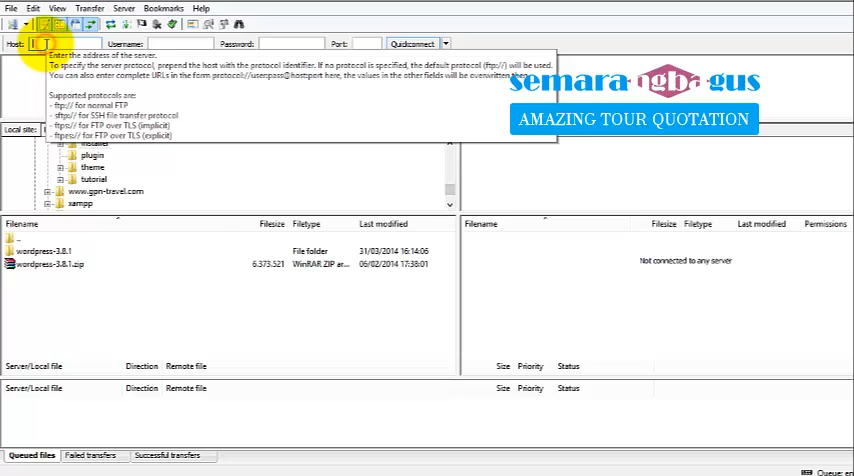 File Edit View Transfer Server Bookmarks Help
Host: Username: Password: Port: Quickconnect
Enter the address of the server.
To specify the server protocol, prepend the host with the protocol identifier. If no protocol is specified, the default protocol (ftp://) will be used.
You can also enter complete URLs in the form protocol://user:pass@host:port here, the values in the other fields will be overwritten then.
Supported protocols are:
- ftp:// for normal FTP
- sftp:// for SSH file transfer protocol
- ftps:// for FTP over TLS (implicit)
- ftpes:// for FTP over TLS (explicit)
semarangbagus
AMAZING TOUR QUOTATION
Local site:
installer
plugin
theme
tutorial
www.gpn-travel.com
xampp
Filename Filesize Filetype Last modified
..
wordpress-3.8.1 File folder 31/03/2014 16:14:06
wordpress-3.8.1.zip 6.373.521 WinRAR ZIP ar... 06/02/2014 17:38:01
Filename Filesize Filetype Last modified Permissions
Not connected to any server
Server/Local file Direction Remote file Size Priority Status
Server/Local file Direction Remote file Size Priority Status
Queued files Failed transfers Successful transfers
Queue: em